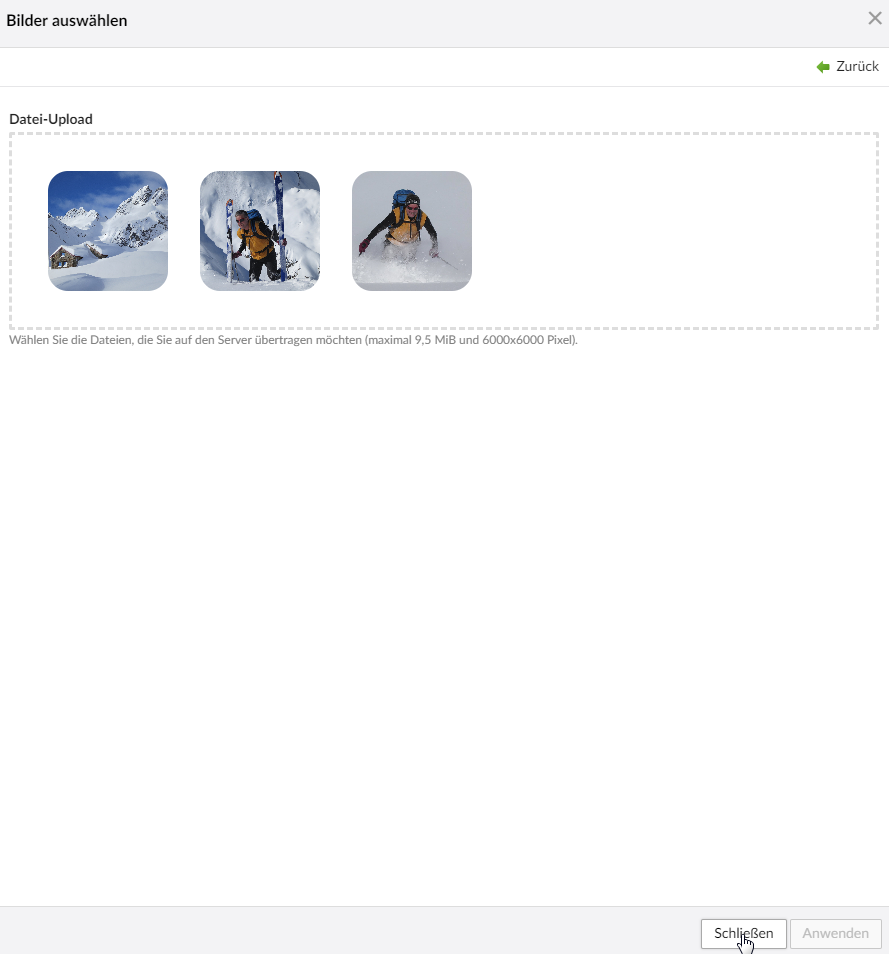 Bilder auswählen
Zurück
Datei-Upload
Wählen Sie die Dateien, die Sie auf den Server übertragen möchten (maximal 9,5 MiB und 6000x6000 Pixel).
Schließen
Anwenden